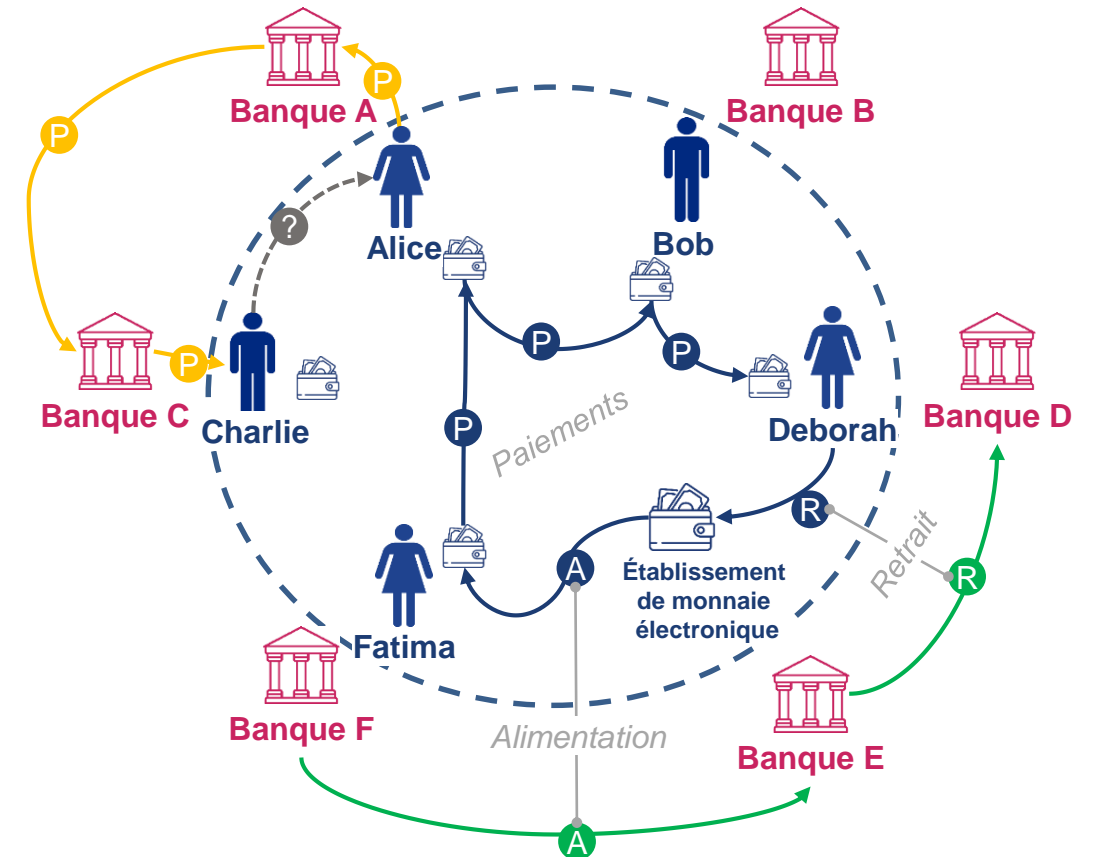 P
Banque A
Banque B
P
?
Alice
Bob
P
P
P
Banque C
Charlie
P
Paiements
Deborah
Banque D
R
Retrait
R
A
Établissement
de monnaie
électronique
Fatima
Banque F
Alimentation
Banque E
A